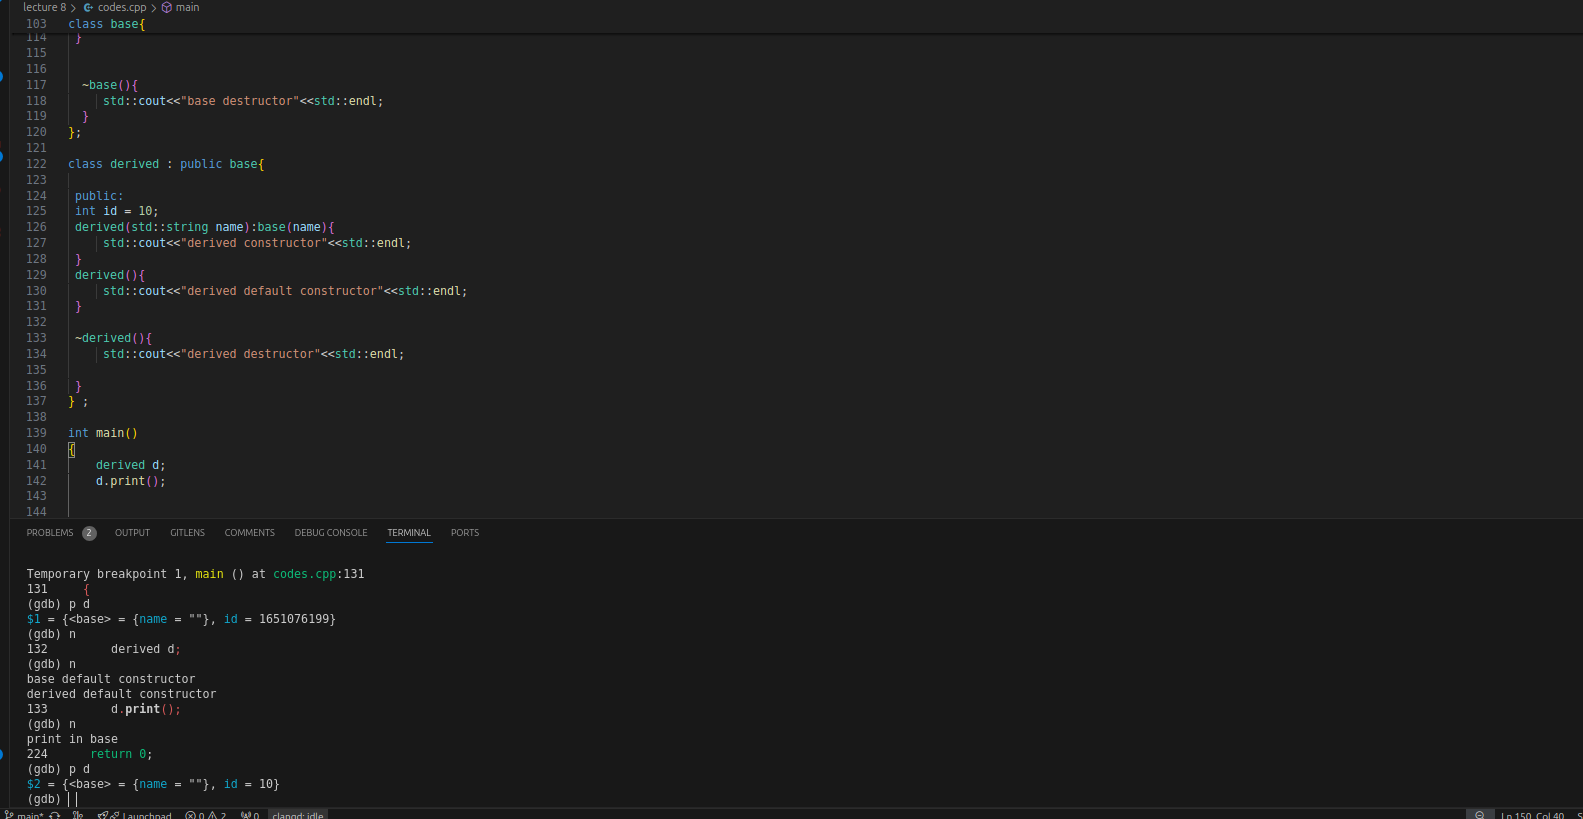 lecture 8 > codes.cpp > main
103 class base{
114 }
115
116
117 ~base(){
118 std::cout<<"base destructor"<<std::endl;
119 }
120 };
121
122 class derived : public base{
123
124 public:
125 int id = 10;
126 derived(std::string name):base(name){
127 std::cout<<"derived constructor"<<std::endl;
128 }
129 derived(){
130 std::cout<<"derived default constructor"<<std::endl;
131 }
132
133 ~derived(){
134 std::cout<<"derived destructor"<<std::endl;
135
136 }
137 } ;
138
139 int main()
140 {
141 derived d;
142 d.print();
143
144
PROBLEMS 2 OUTPUT GITLENS COMMENTS DEBUG CONSOLE TERMINAL PORTS
Temporary breakpoint 1, main () at codes.cpp:131
131 {
(gdb) p d
$1 = {<base> = {name = ""}, id = 1651076199}
(gdb) n
132 derived d;
(gdb) n
base default constructor
derived default constructor
133 d.print();
(gdb) n
print in base
224 return 0;
(gdb) p d
$2 = {<base> = {name = ""}, id = 10}
(gdb)
main* Launchpad 0 2 0 clangd: idle Ln 150, Col 40